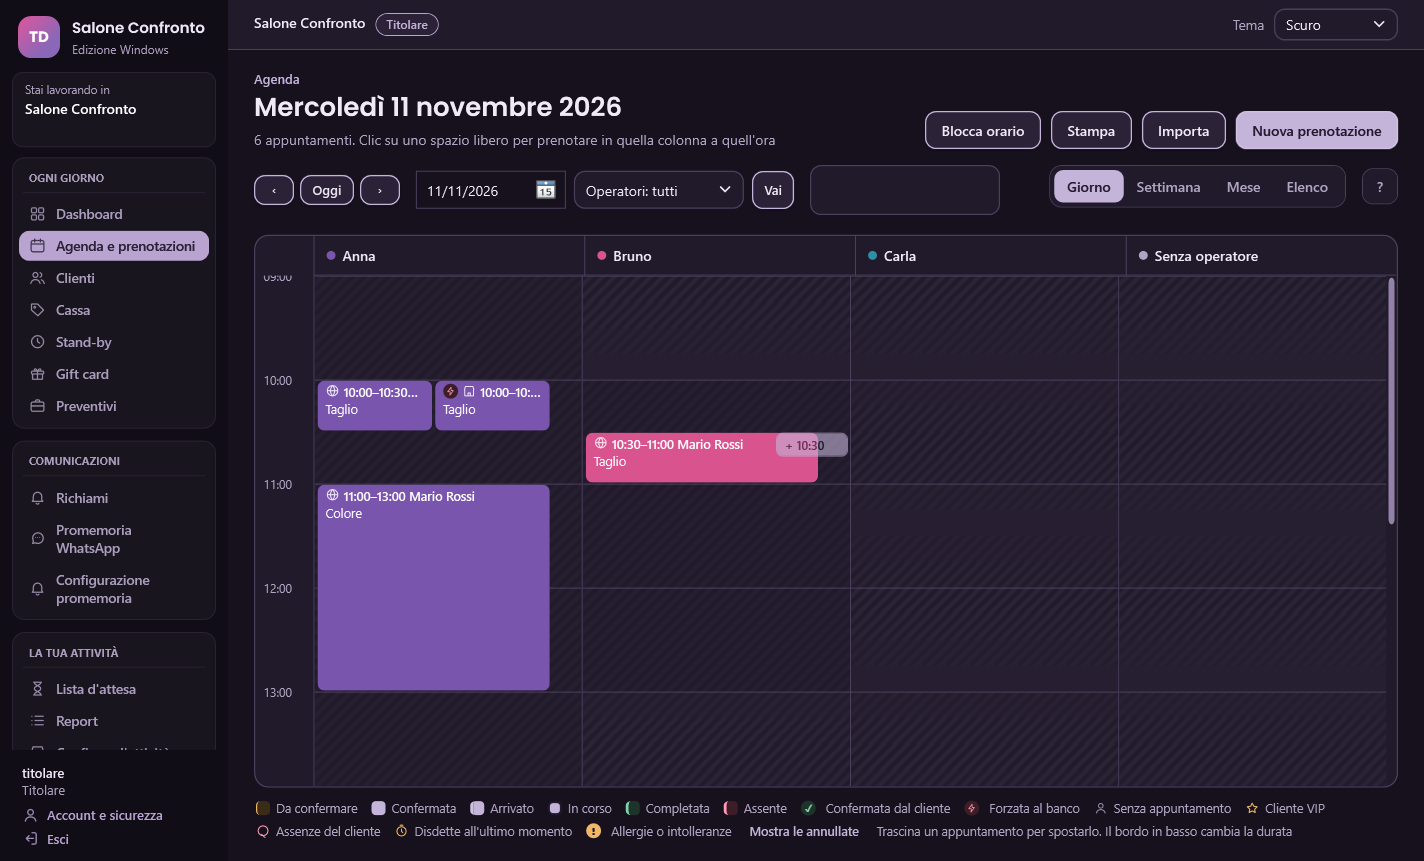 TD
Salone Confronto
Edizione Windows
Stai lavorando in
Salone Confronto
OGNI GIORNO
Dashboard
Agenda e prenotazioni
Clienti
Cassa
Stand-by
Gift card
Preventivi
COMUNICAZIONI
Richiami
Promemoria
WhatsApp
Configurazione
promemoria
LA TUA ATTIVITÀ
Lista d'attesa
Report
titolare
Titolare
Account e sicurezza
Esci
Salone Confronto Titolare
Tema Scuro
Agenda
Mercoledì 11 novembre 2026
6 appuntamenti. Clic su uno spazio libero per prenotare in quella colonna a quell'ora
Blocca orario Stampa Importa Nuova prenotazione
‹ Oggi › 11/11/2026 15 Operatori: tutti Vai
Giorno Settimana Mese Elenco ?
Anna Bruno Carla Senza operatore
09:00
10:00
10:00–10:30... 10:00–10:...
Taglio Taglio
10:30–11:00 Mario Rossi + 10:30
Taglio
11:00
11:00–13:00 Mario Rossi
Colore
12:00
13:00
Da confermare Confermata Arrivato In corso Completata Assente Confermata dal cliente Forzata al banco Senza appuntamento Cliente VIP
Assenze del cliente Disdette all'ultimo momento Allergie o intolleranze Mostra le annullate Trascina un appuntamento per spostarlo. Il bordo in basso cambia la durata